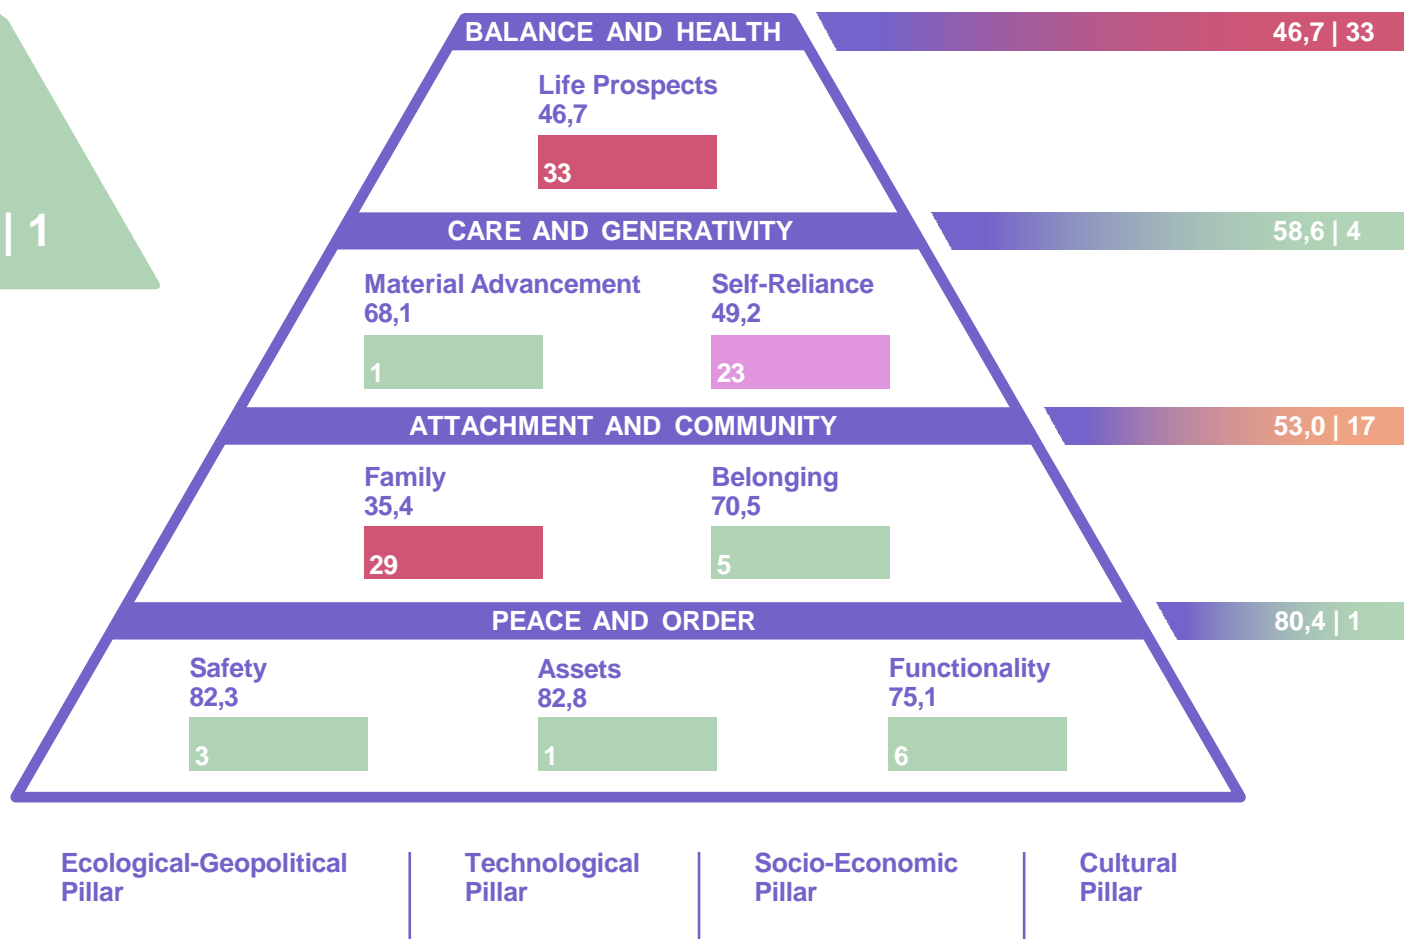 BALANCE AND HEALTH
46,7 | 33
Life Prospects
46,7
33
| 1
CARE AND GENERATIVITY
58,6 | 4
Material Advancement
68,1
1
Self-Reliance
49,2
23
ATTACHMENT AND COMMUNITY
53,0 | 17
Family
35,4
29
Belonging
70,5
5
PEACE AND ORDER
80,4 | 1
Safety
82,3
3
Assets
82,8
1
Functionality
75,1
6
Ecological-Geopolitical
Pillar
Technological
Pillar
Socio-Economic
Pillar
Cultural
Pillar